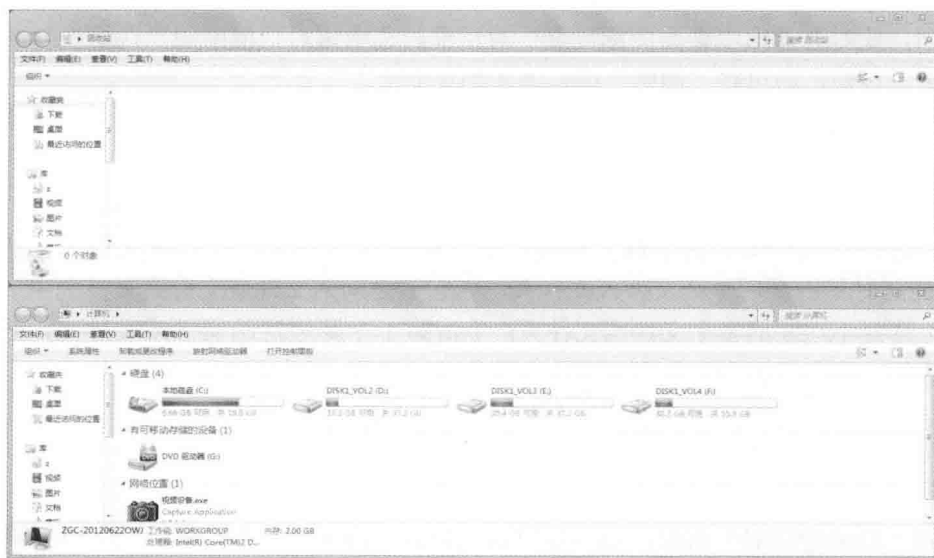 回收站
文件(F) 编辑(E) 查看(V) 工具(T) 帮助(H)
组织
收藏夹
下载
桌面
最近访问的位置
库
z
视频
图片
文档
0 个对象
计算机
文件(F) 编辑(E) 查看(V) 工具(T) 帮助(H)
组织 系统属性 卸载或更改程序 映射网络驱动器 打开控制面板
收藏夹
下载
桌面
最近访问的位置
库
z
视频
图片
文档
硬盘 (4)
本地磁盘 (C:) DISK1_VOL2 (D:) DISK1_VOL3 (E:) DISK1_VOL4 (F:)
有可移动存储的设备 (1)
DVD 驱动器 (G:)
网络位置 (1)
视频设备.exe
Capture Application
ZGC-20120622OWJ 工作组: WORKGROUP 内存: 2.00 GB
处理器: Intel(R) Core(TM)2 D...